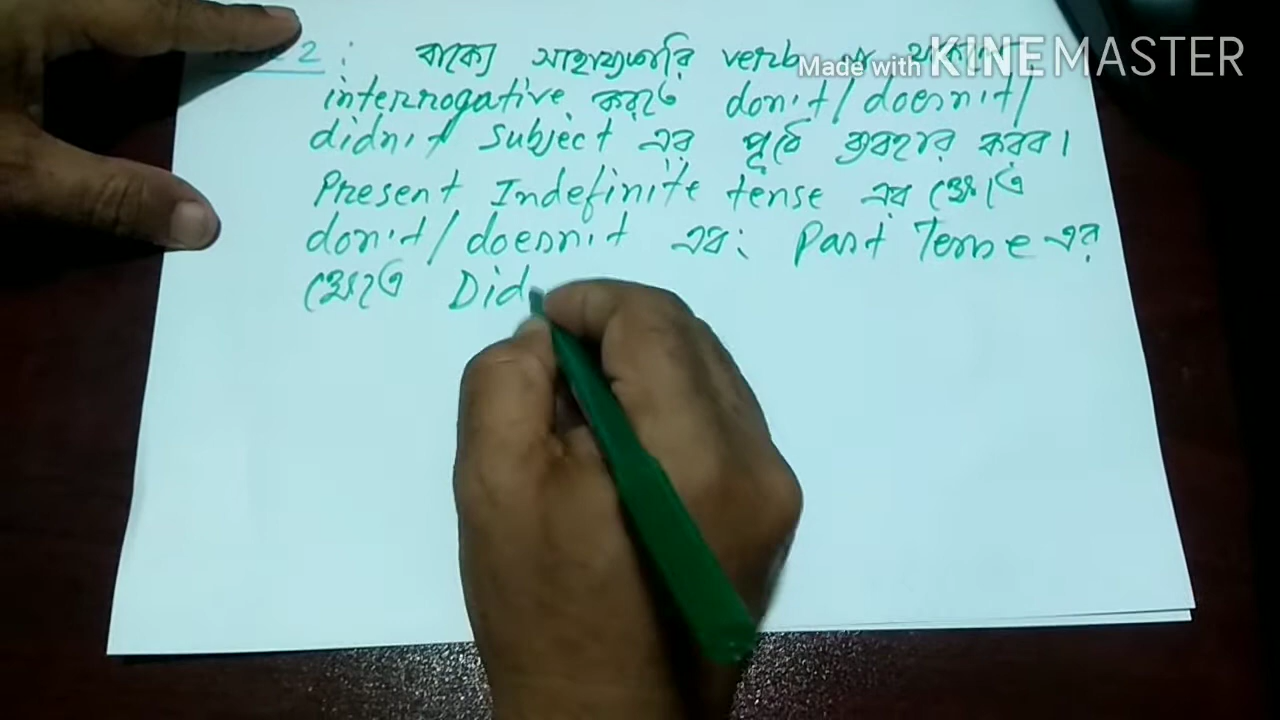 2 : বাক্যে সাহায্যকারি verb না থাকলে
Made with KINEMASTER
interrogative করতে don't/doesn't/
didn't Subject এর পূর্বে ব্যবহার করব।
Present Indefinite tense এর ক্ষেত্রে
don't/doesn't এবং Past Tense এর
ক্ষেত্রে Did